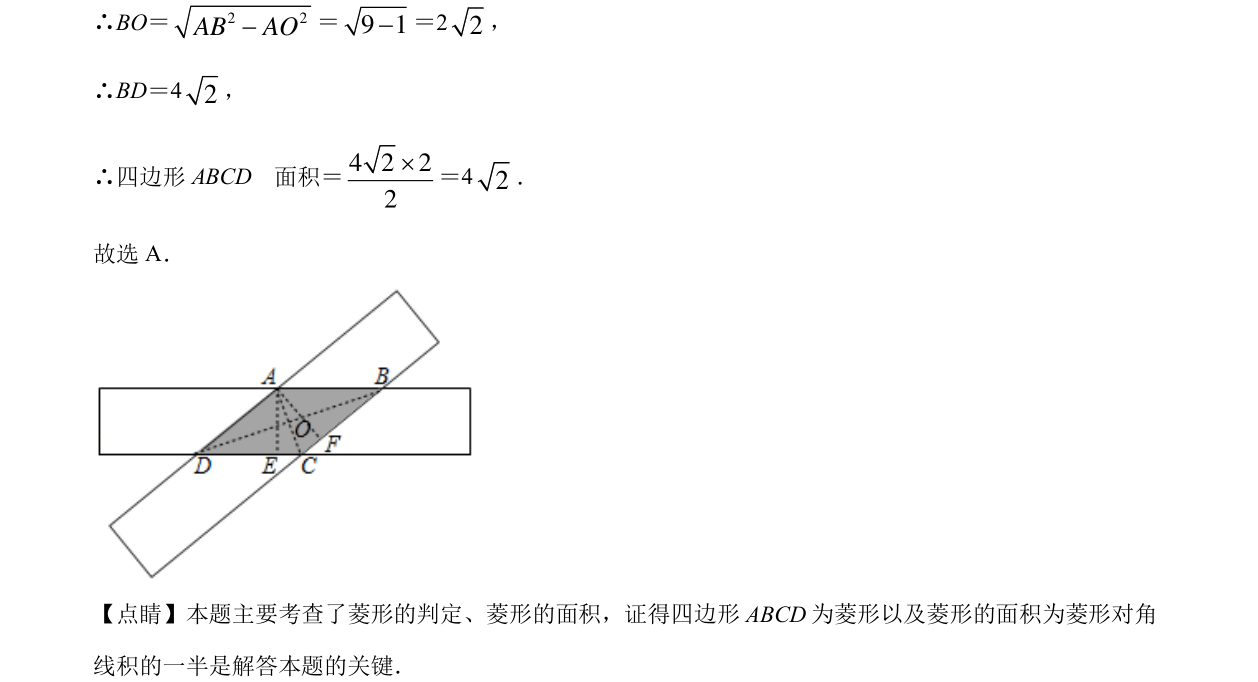 ∴BO＝√(AB²－AO²)＝√(9－1)＝2√2，
∴BD＝4√2，
∴四边形 ABCD　面积＝(4√2×2)/2＝4√2．
故选 A．
A B
O
F
D E C
【点睛】本题主要考查了菱形的判定、菱形的面积，证得四边形 ABCD 为菱形以及菱形的面积为菱形对角
线积的一半是解答本题的关键．